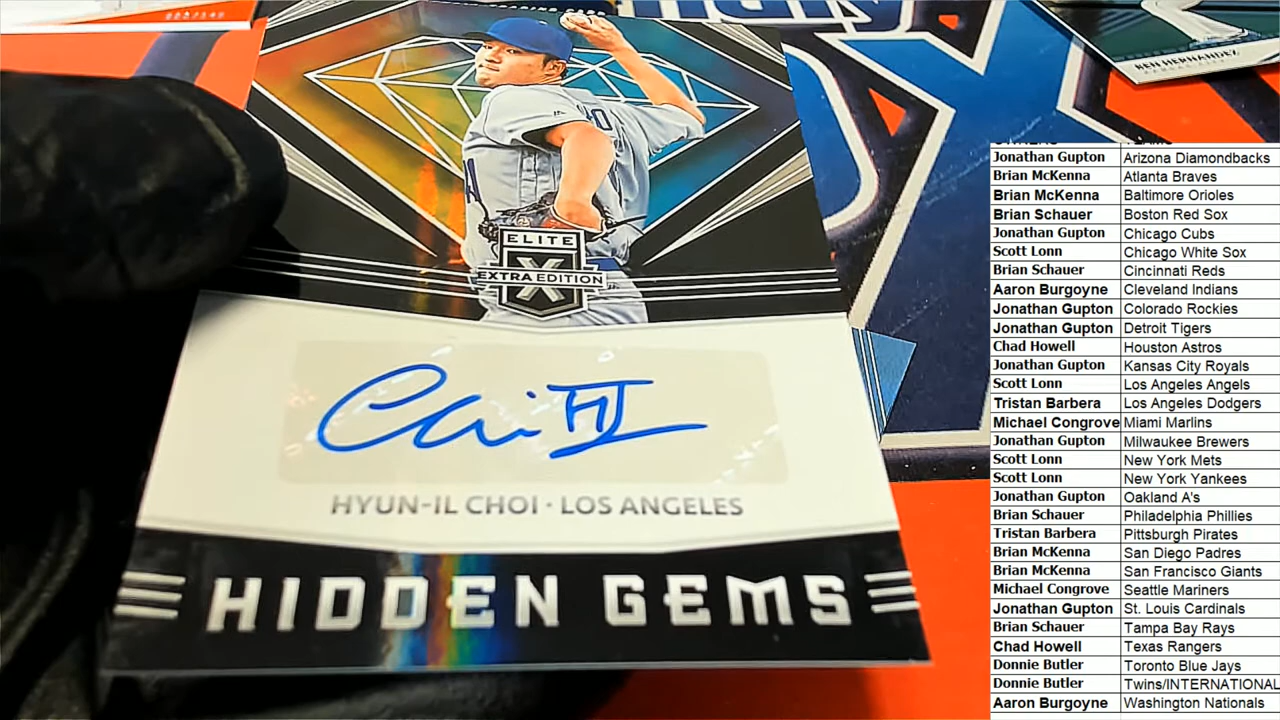 BEN HERNANDEZ
ELITE
EXTRA EDITION
X
HYUN-IL CHOI · LOS ANGELES
HIDDEN GEMS
Jonathan Gupton Arizona Diamondbacks
Brian McKenna Atlanta Braves
Brian McKenna Baltimore Orioles
Brian Schauer Boston Red Sox
Jonathan Gupton Chicago Cubs
Scott Lonn Chicago White Sox
Brian Schauer Cincinnati Reds
Aaron Burgoyne Cleveland Indians
Jonathan Gupton Colorado Rockies
Jonathan Gupton Detroit Tigers
Chad Howell Houston Astros
Jonathan Gupton Kansas City Royals
Scott Lonn Los Angeles Angels
Tristan Barbera Los Angeles Dodgers
Michael Congrove Miami Marlins
Jonathan Gupton Milwaukee Brewers
Scott Lonn New York Mets
Scott Lonn New York Yankees
Jonathan Gupton Oakland A's
Brian Schauer Philadelphia Phillies
Tristan Barbera Pittsburgh Pirates
Brian McKenna San Diego Padres
Brian McKenna San Francisco Giants
Michael Congrove Seattle Mariners
Jonathan Gupton St. Louis Cardinals
Brian Schauer Tampa Bay Rays
Chad Howell Texas Rangers
Donnie Butler Toronto Blue Jays
Donnie Butler Twins/INTERNATIONAL
Aaron Burgoyne Washington Nationals